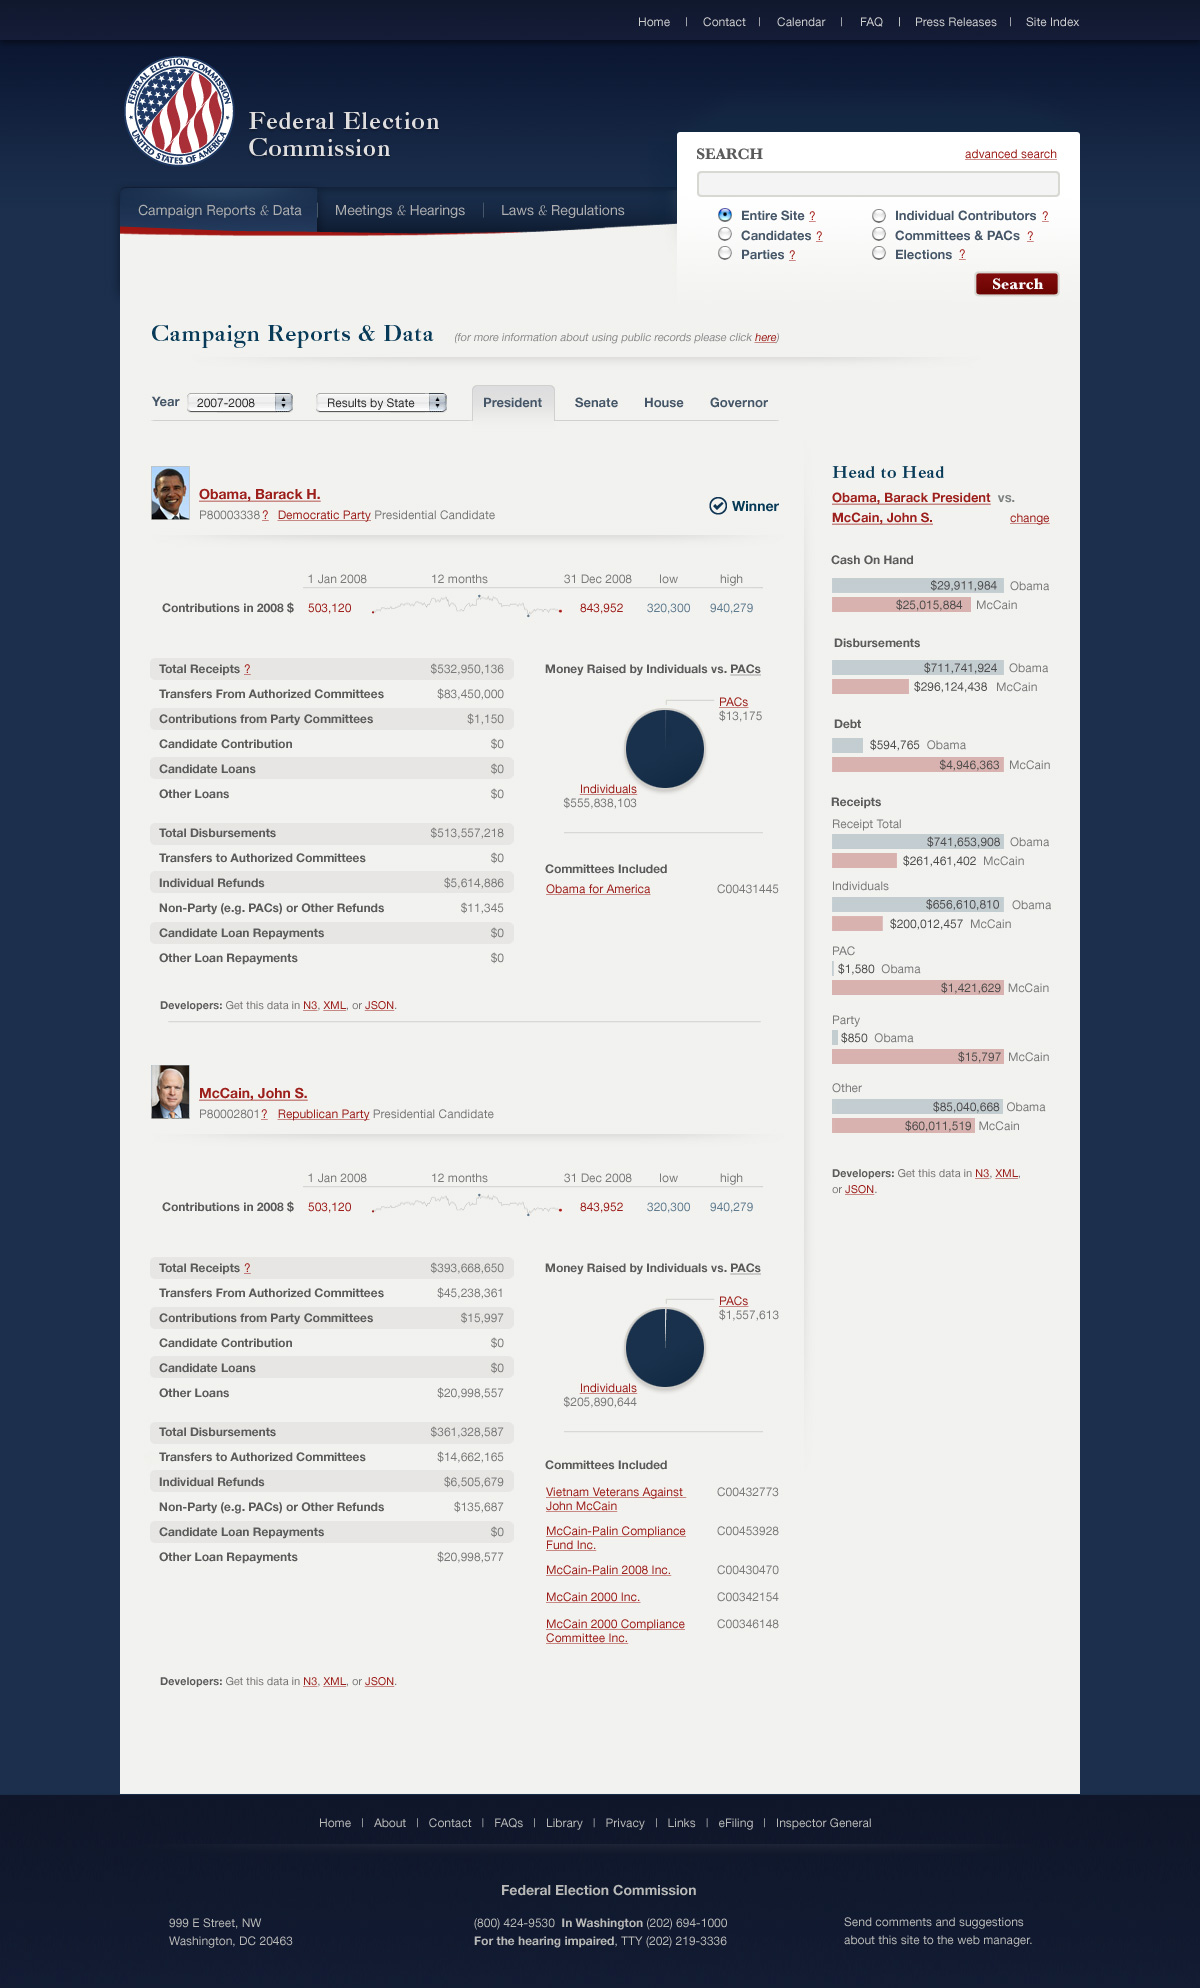 Home | Contact | Calendar | FAQ | Press Releases | Site Index
FEDERAL ELECTION COMMISSION
UNITED STATES OF AMERICA
Federal Election
Commission
SEARCH advanced search
Campaign Reports & Data | Meetings & Hearings | Laws & Regulations
Entire Site ? Individual Contributors ?
Candidates ? Committees & PACs ?
Parties ? Elections ?
Search
Campaign Reports & Data (for more information about using public records please click here)
Year 2007-2008 Results by State President Senate House Governor
Obama, Barack H.
P80003338 ? Democratic Party Presidential Candidate
Winner
1 Jan 2008 12 months 31 Dec 2008 low high
Contributions in 2008 $ 503,120 843,952 320,300 940,279
Total Receipts ? $532,950,136
Transfers From Authorized Committees $83,450,000
Contributions from Party Committees $1,150
Candidate Contribution $0
Candidate Loans $0
Other Loans $0
Total Disbursements $513,557,218
Transfers to Authorized Committees $0
Individual Refunds $5,614,886
Non-Party (e.g. PACs) or Other Refunds $11,345
Candidate Loan Repayments $0
Other Loan Repayments $0
Money Raised by Individuals vs. PACs
PACs
$13,175
Individuals
$555,838,103
Committees Included
Obama for America C00431445
Developers: Get this data in N3, XML, or JSON.
McCain, John S.
P80002801? Republican Party Presidential Candidate
1 Jan 2008 12 months 31 Dec 2008 low high
Contributions in 2008 $ 503,120 843,952 320,300 940,279
Total Receipts ? $393,668,650
Transfers From Authorized Committees $45,238,361
Contributions from Party Committees $15,997
Candidate Contribution $0
Candidate Loans $0
Other Loans $20,998,557
Total Disbursements $361,328,587
Transfers to Authorized Committees $14,662,165
Individual Refunds $6,505,679
Non-Party (e.g. PACs) or Other Refunds $135,687
Candidate Loan Repayments $0
Other Loan Repayments $20,998,577
Money Raised by Individuals vs. PACs
PACs
$1,557,613
Individuals
$205,890,644
Committees Included
Vietnam Veterans Against C00432773
John McCain
McCain-Palin Compliance C00453928
Fund Inc.
McCain-Palin 2008 Inc. C00430470
McCain 2000 Inc. C00342154
McCain 2000 Compliance C00346148
Committee Inc.
Developers: Get this data in N3, XML, or JSON.
Head to Head
Obama, Barack President vs.
McCain, John S. change
Cash On Hand
$29,911,984 Obama
$25,015,884 McCain
Disbursements
$711,741,924 Obama
$296,124,438 McCain
Debt
$594,765 Obama
$4,946,363 McCain
Receipts
Receipt Total
$741,653,908 Obama
$261,461,402 McCain
Individuals
$656,610,810 Obama
$200,012,457 McCain
PAC
$1,580 Obama
$1,421,629 McCain
Party
$850 Obama
$15,797 McCain
Other
$85,040,668 Obama
$60,011,519 McCain
Developers: Get this data in N3, XML,
or JSON.
Home | About | Contact | FAQs | Library | Privacy | Links | eFiling | Inspector General
Federal Election Commission
999 E Street, NW
Washington, DC 20463
(800) 424-9530 In Washington (202) 694-1000
For the hearing impaired, TTY (202) 219-3336
Send comments and suggestions
about this site to the web manager.